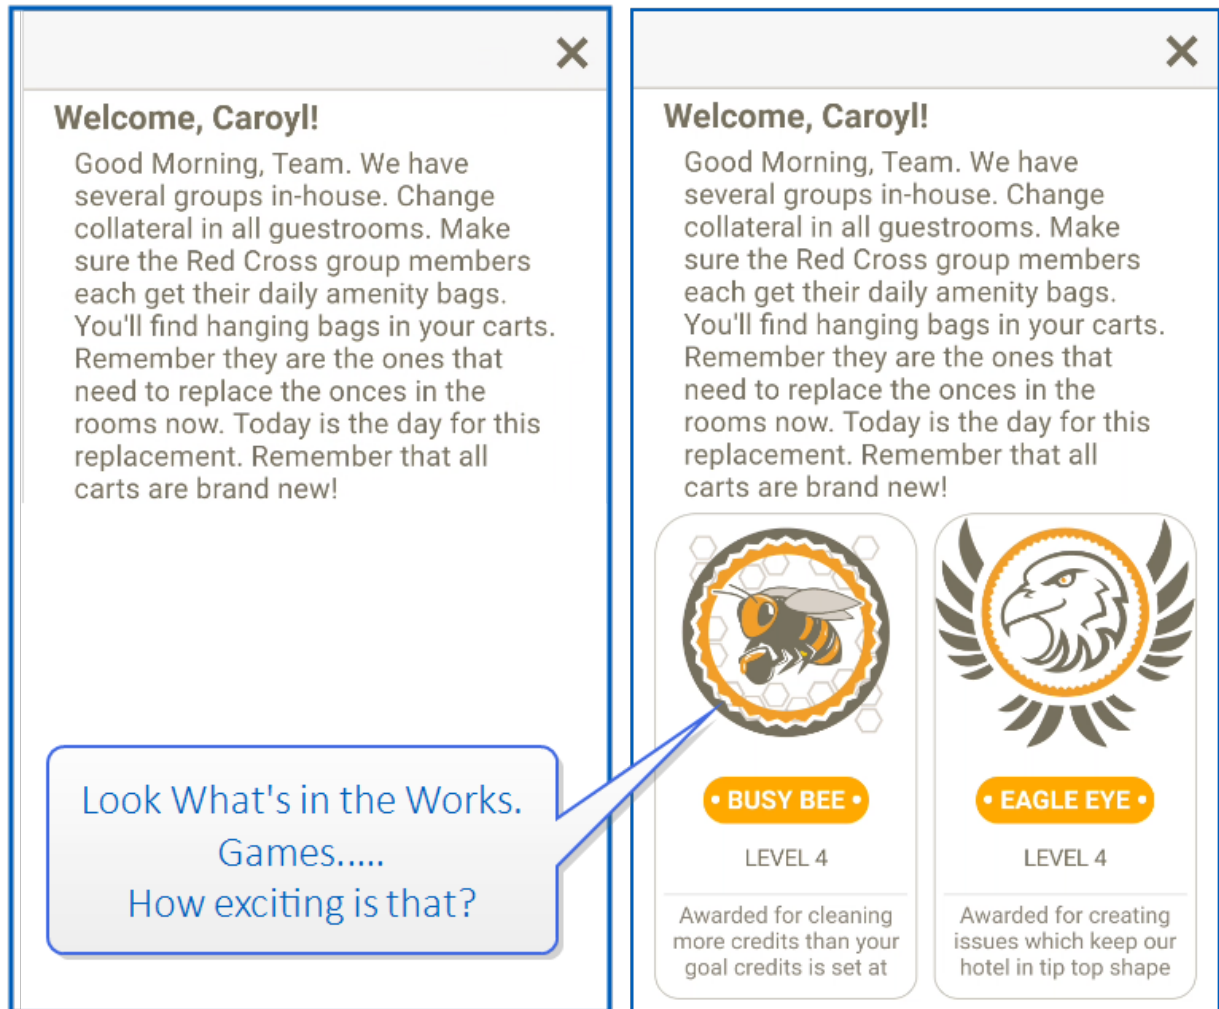 Welcome, Caroyl!
Good Morning, Team. We have
several groups in-house. Change
collateral in all guestrooms. Make
sure the Red Cross group members
each get their daily amenity bags.
You'll find hanging bags in your carts.
Remember they are the ones that
need to replace the onces in the
rooms now. Today is the day for this
replacement. Remember that all
carts are brand new!
Look What's in the Works.
Games.....
How exciting is that?
Welcome, Caroyl!
Good Morning, Team. We have
several groups in-house. Change
collateral in all guestrooms. Make
sure the Red Cross group members
each get their daily amenity bags.
You'll find hanging bags in your carts.
Remember they are the ones that
need to replace the onces in the
rooms now. Today is the day for this
replacement. Remember that all
carts are brand new!
• BUSY BEE •
LEVEL 4
Awarded for cleaning
more credits than your
goal credits is set at
• EAGLE EYE •
LEVEL 4
Awarded for creating
issues which keep our
hotel in tip top shape